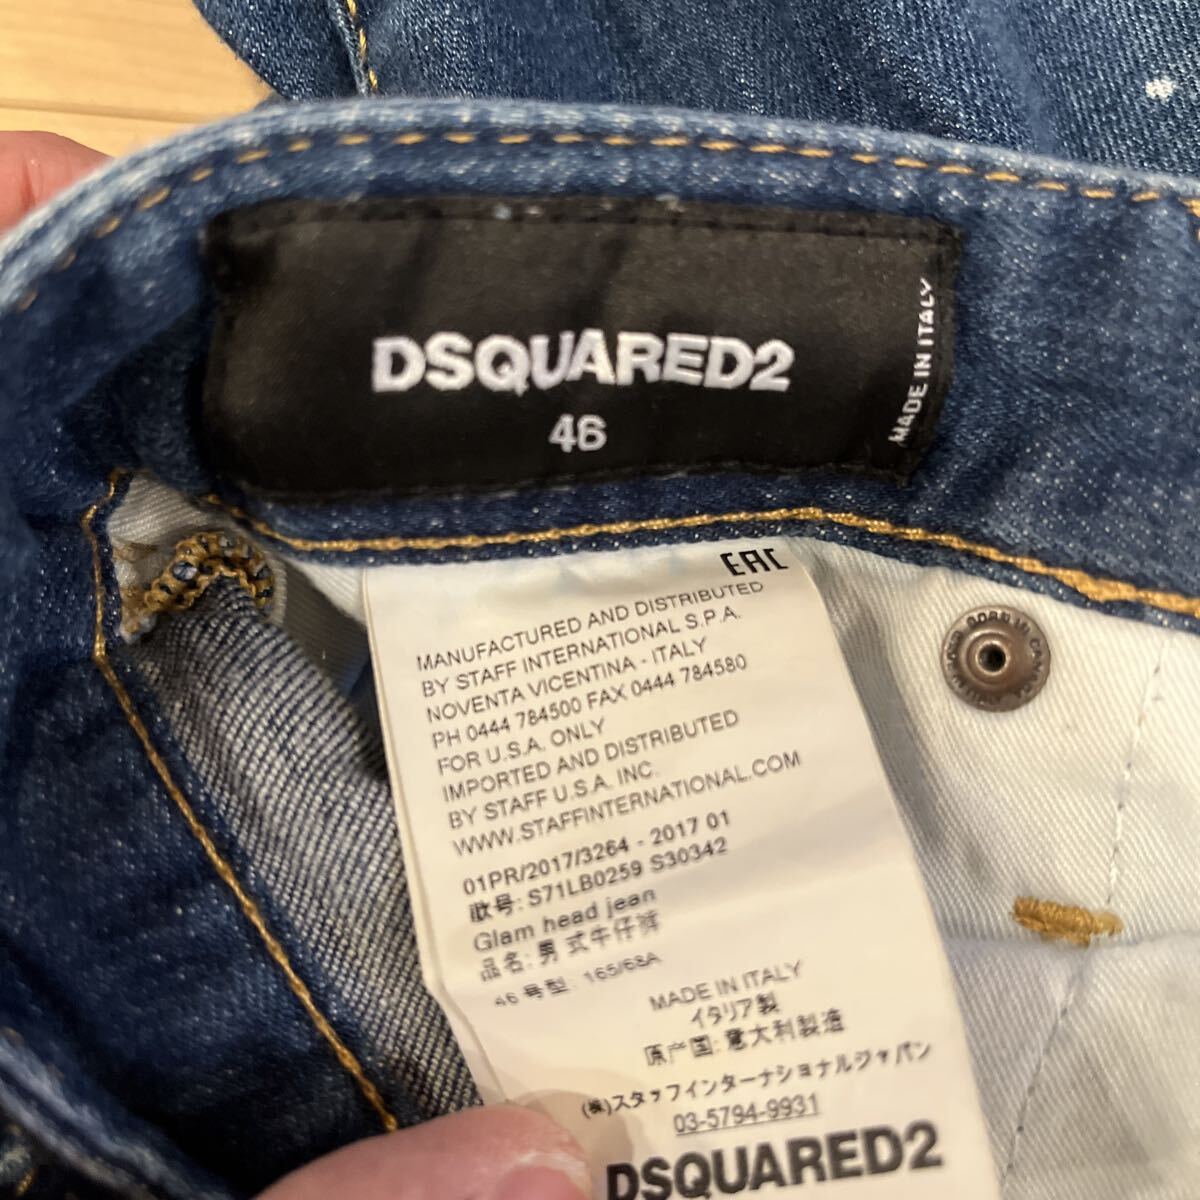 DSQUARED2
46
MADE IN ITALY
EAC
MANUFACTURED AND DISTRIBUTED
BY STAFF INTERNATIONAL S.P.A.
NOVENTA VICENTINA - ITALY
PH 0444 784500 FAX 0444 784580
FOR U.S.A. ONLY
IMPORTED AND DISTRIBUTED
BY STAFF U.S.A. INC.
WWW.STAFFINTERNATIONAL.COM
01PR/2017/3264 - 2017 01
款号: S71LB0259 S30342
Glam head jean
品名: 男式牛仔裤
46 号型: 165/68A
MADE IN ITALY
イタリア製
原产国: 意大利製造
(株)スタッフインターナショナルジャパン
03-5794-9931
DSQUARED2
BORN IN CANADA